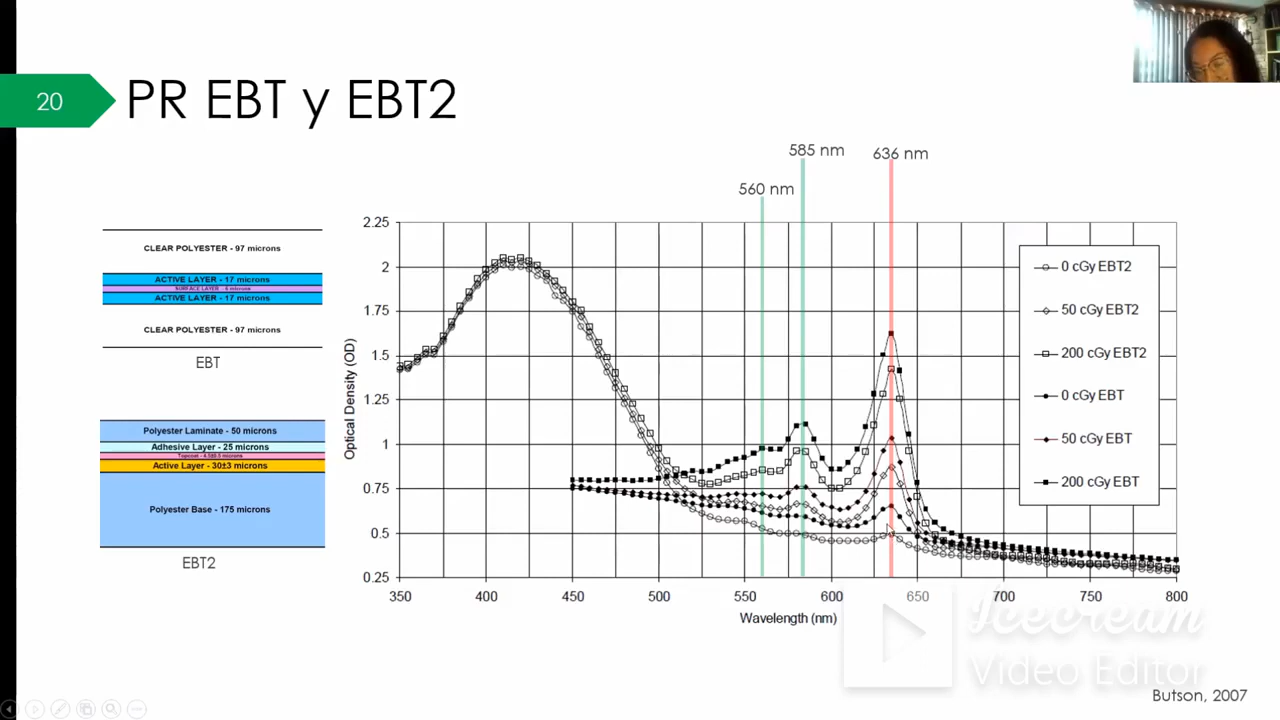 20
PR EBT y EBT2
585 nm
636 nm
560 nm
CLEAR POLYESTER - 97 microns
ACTIVE LAYER - 17 microns
SURFACE LAYER - 6 microns
ACTIVE LAYER - 17 microns
CLEAR POLYESTER - 97 microns
EBT
Polyester Laminate - 50 microns
Adhesive Layer - 25 microns
Topcoat - 4.5±0.5 microns
Active Layer - 30±3 microns
Polyester Base - 175 microns
EBT2
Optical Density (OD)
2.25
2
1.75
1.5
1.25
1
0.75
0.5
0.25
350 400 450 500 550 600 650 700 750 800
Wavelength (nm)
0 cGy EBT2
50 cGy EBT2
200 cGy EBT2
0 cGy EBT
50 cGy EBT
200 cGy EBT
Icecream
Video Editor
Butson, 2007